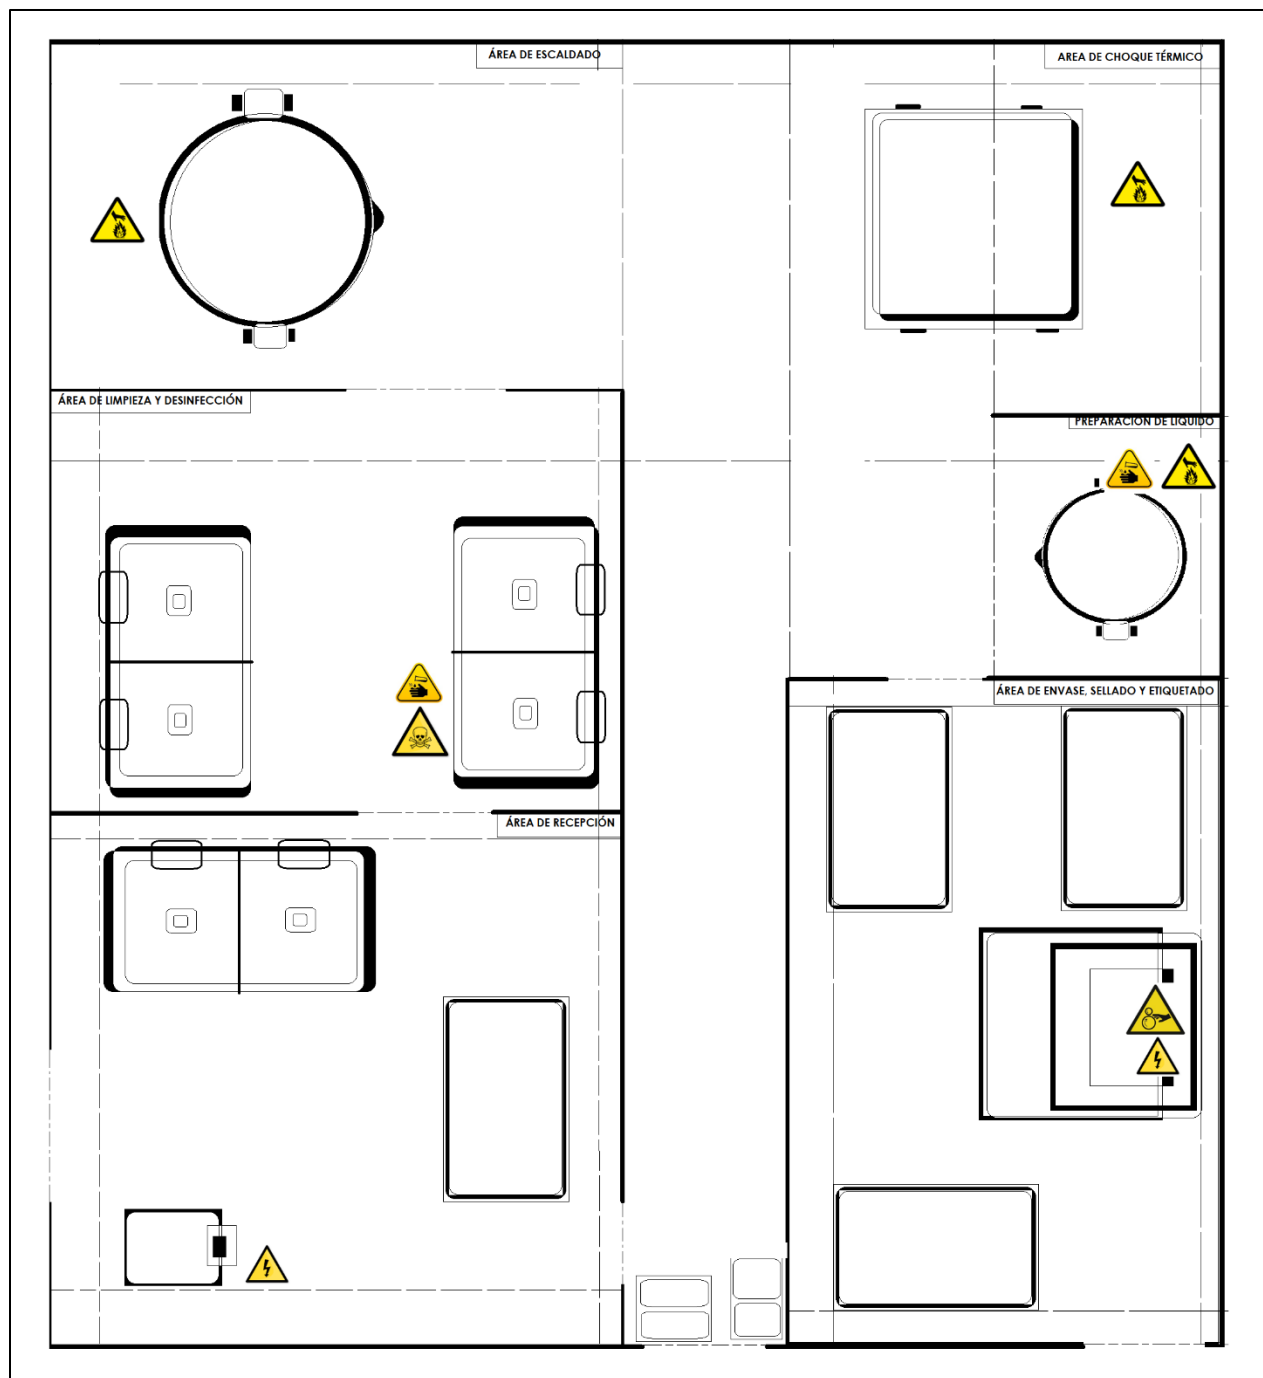 ÁREA DE ESCALDADO
AREA DE CHOQUE TÉRMICO
ÁREA DE LIMPIEZA Y DESINFECCIÓN
PREPARACION DE LIQUIDO
ÁREA DE ENVASE, SELLADO Y ETIQUETADO
ÁREA DE RECEPCIÓN